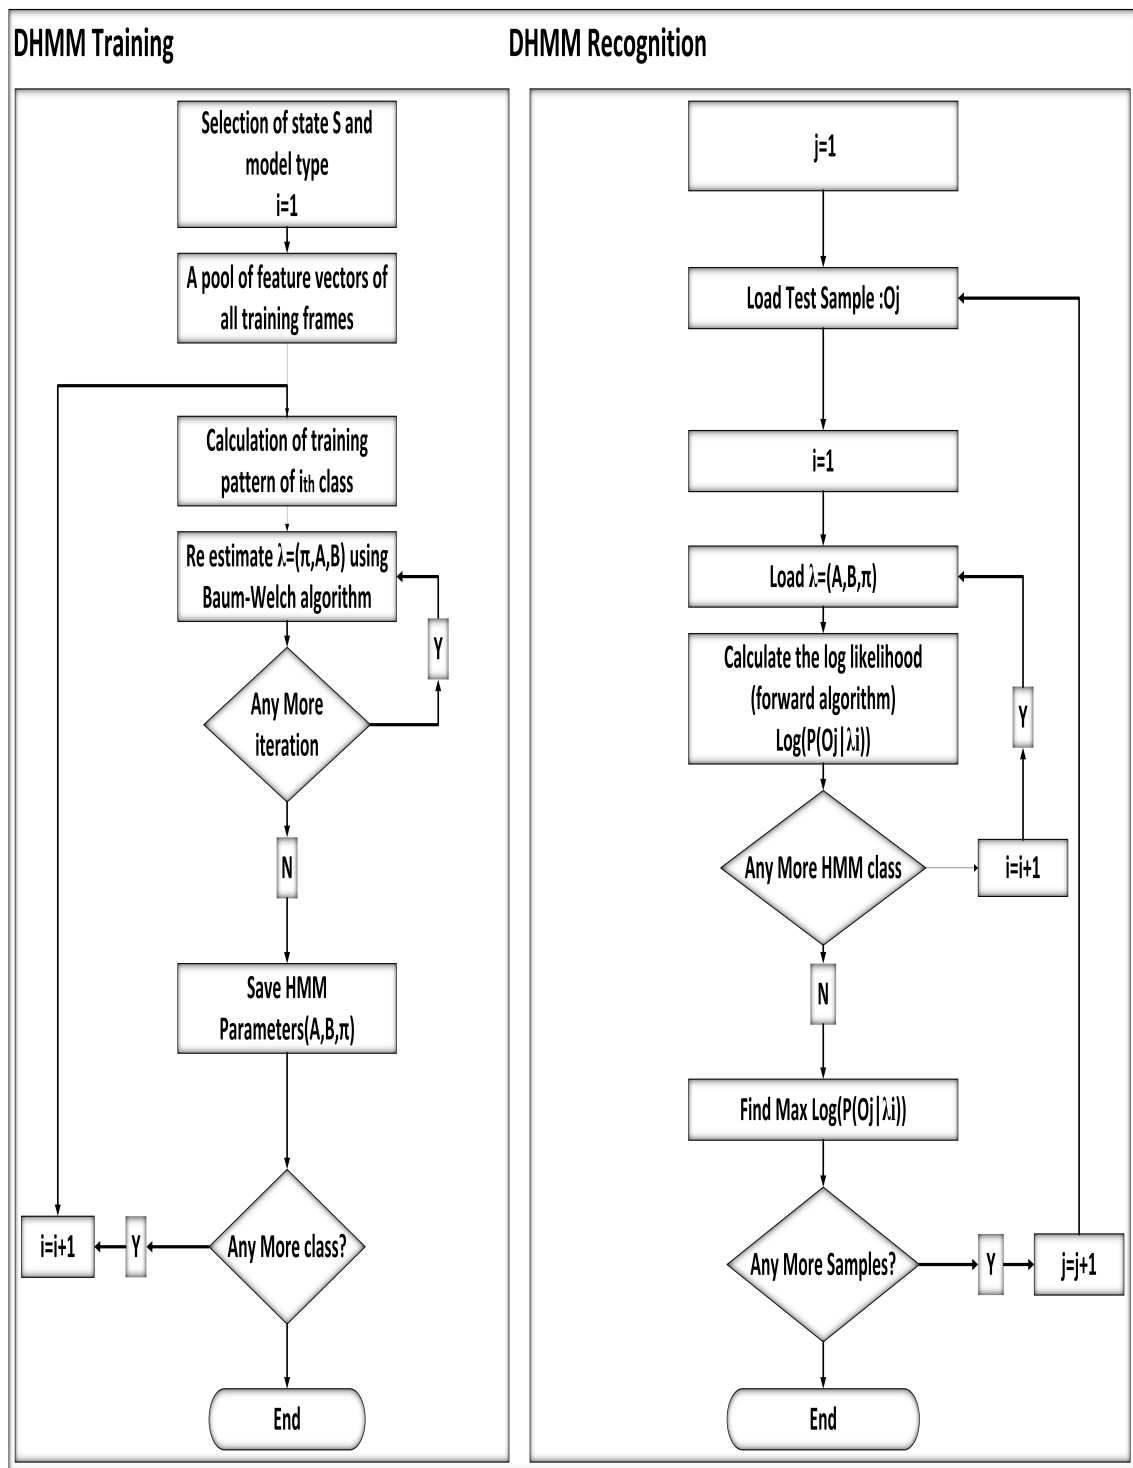 DHMM Training
Selection of state S and
model type
i=1
A pool of feature vectors of
all training frames
Calculation of training
pattern of ith class
Re estimate λ=(π,A,B) using
Baum-Welch algorithm
Y
Any More
iteration
N
Save HMM
Parameters(A,B,π)
Any More class?
Y
i=i+1
End
DHMM Recognition
j=1
Load Test Sample :Oj
i=1
Load λ=(A,B,π)
Calculate the log likelihood
(forward algorithm)
Log(P(Oj|λi))
Y
Any More HMM class
i=i+1
N
Find Max Log(P(Oj|λi))
Any More Samples?
Y
j=j+1
End